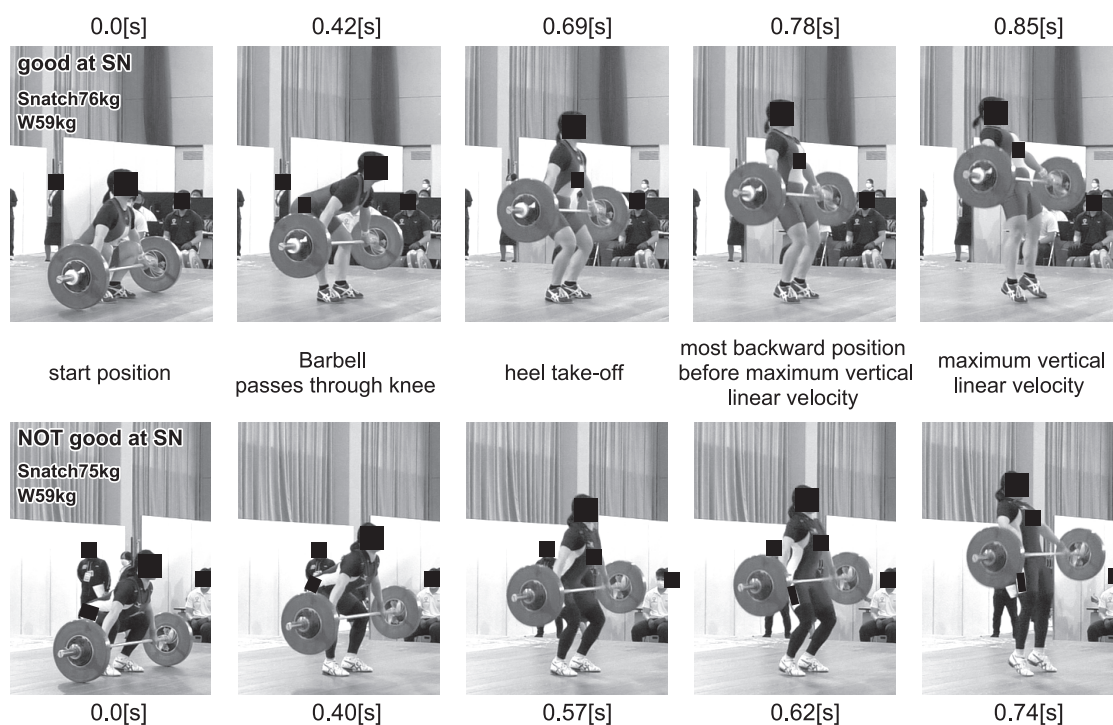 0.0[s]
0.42[s]
0.69[s]
0.78[s]
0.85[s]
good at SN
Snatch76kg
W59kg
start position
Barbell
passes through knee
heel take-off
most backward position
before maximum vertical
linear velocity
maximum vertical
linear velocity
NOT good at SN
Snatch75kg
W59kg
0.0[s]
0.40[s]
0.57[s]
0.62[s]
0.74[s]